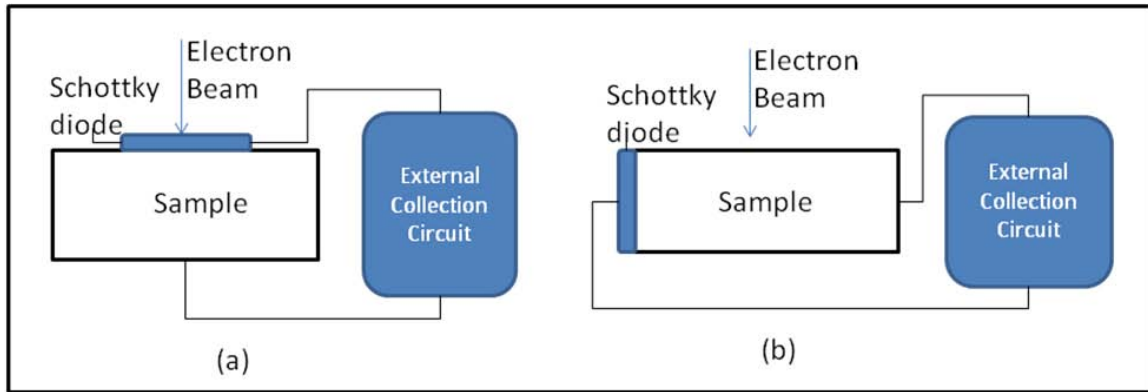 Electron
Beam
Schottky
diode
Sample
External
Collection
Circuit
(a)
Electron
Beam
Schottky
diode
Sample
External
Collection
Circuit
(b)